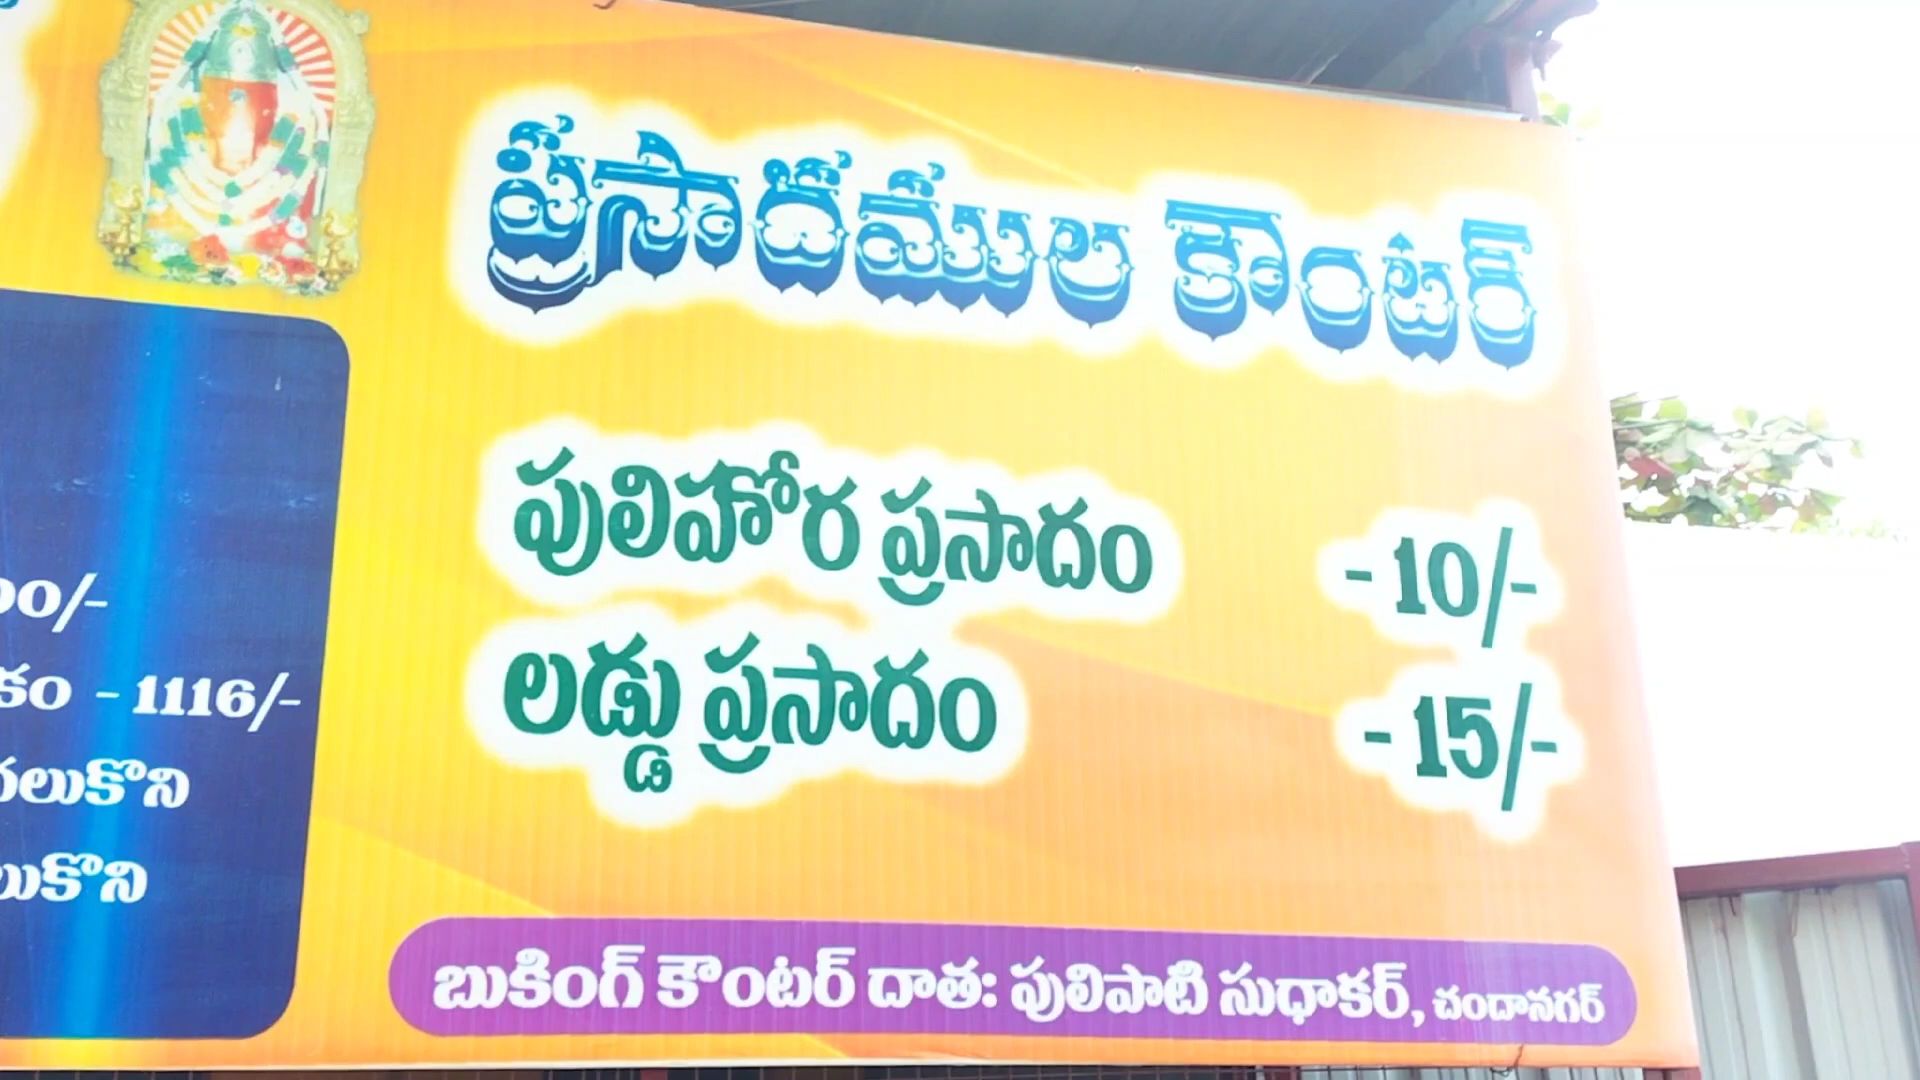 ప్రసాదముల కౌంటర్
పులిహోర ప్రసాదం - 10/-
లడ్డు ప్రసాదం - 15/-
- 1116/-
బుకింగ్ కౌంటర్ దాత: పులిపాటి సుధాకర్, చందానగర్